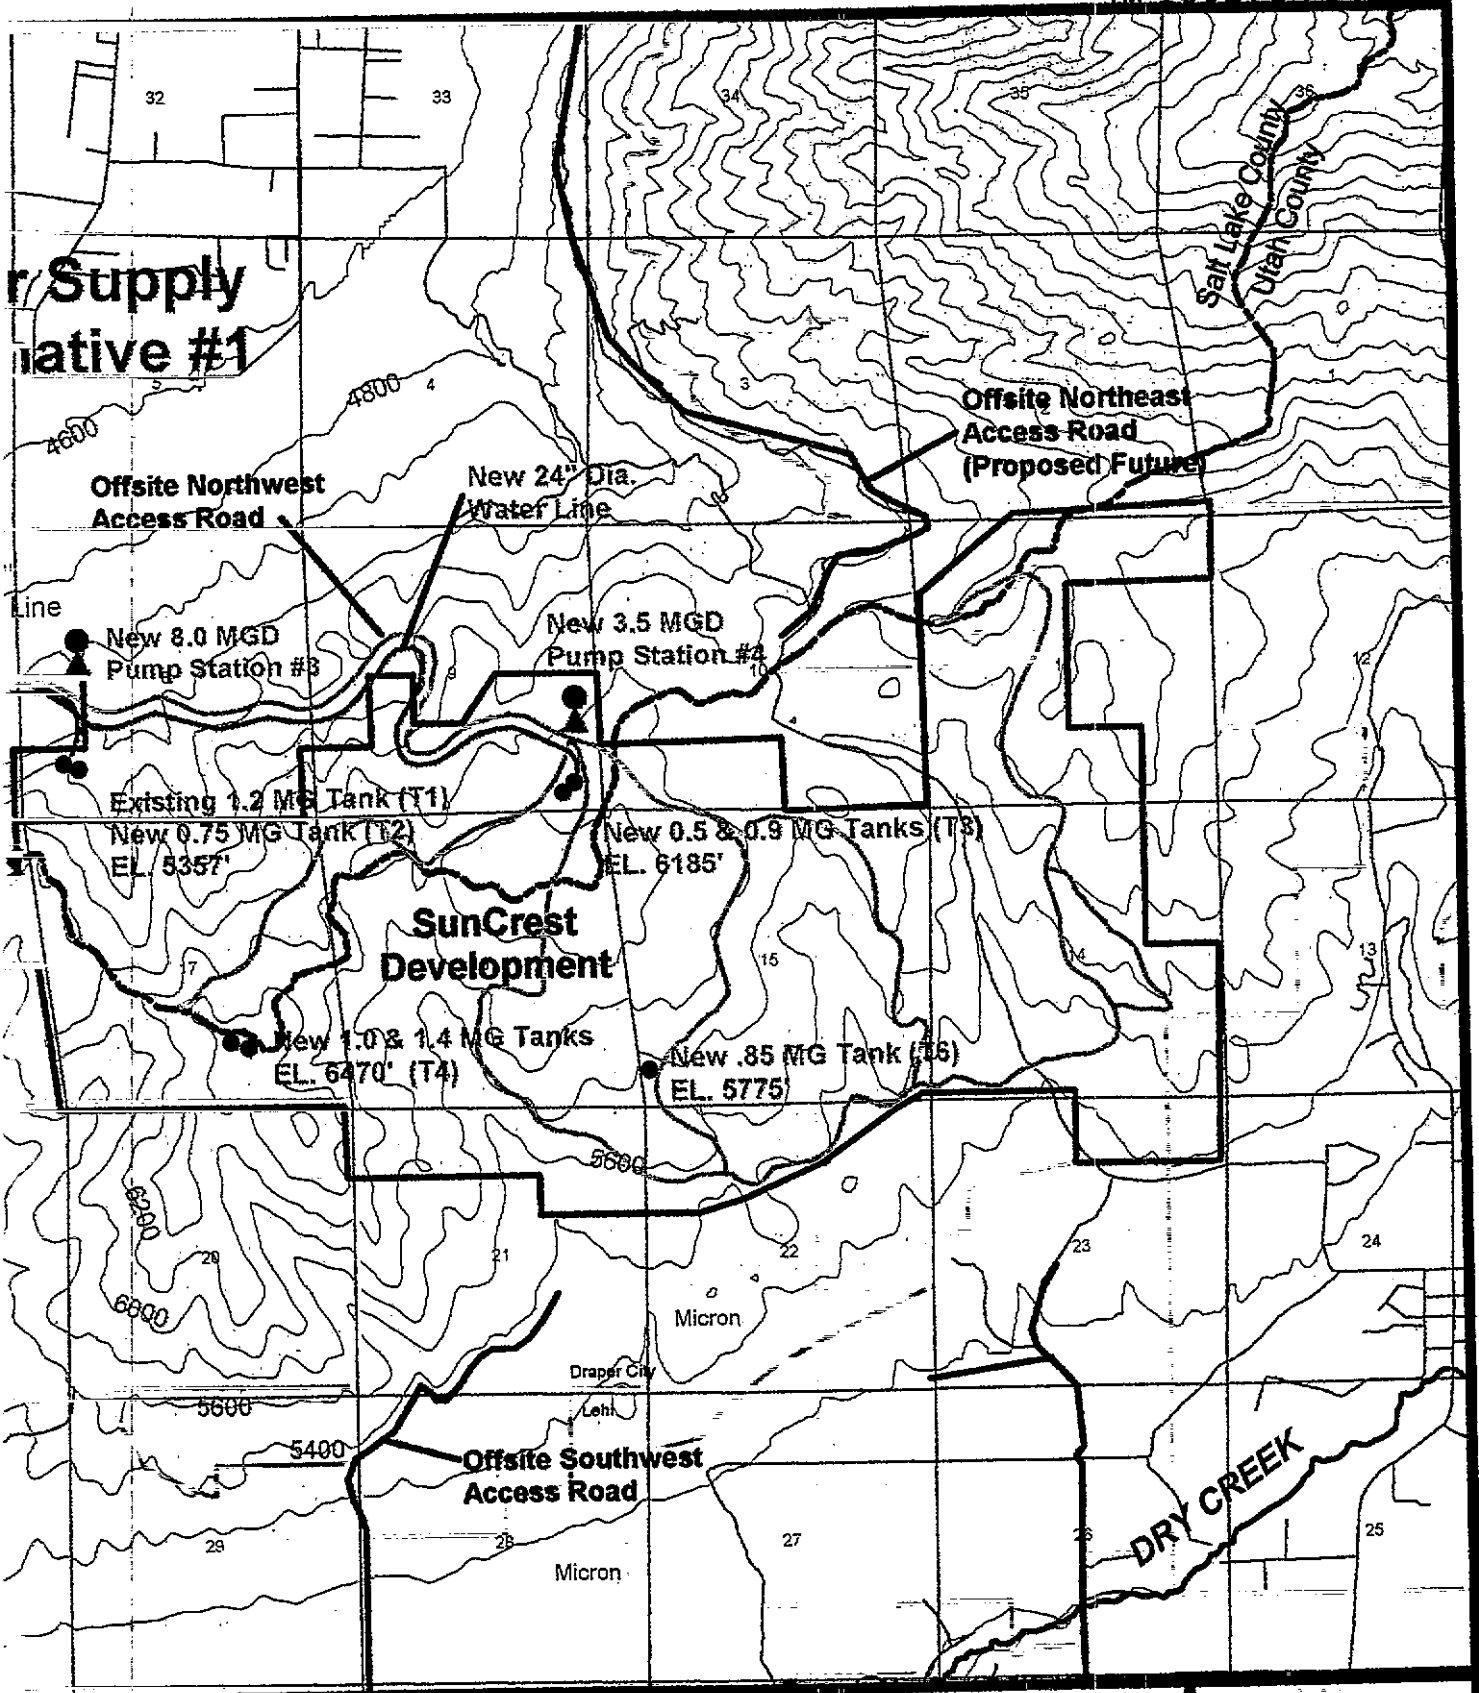 32
33
34
35
36
Salt Lake County
Utah County
r Supply
native #1
5
4
3
1
4800
4600
Offsite Northeast
Access Road
(Proposed Future)
Offsite Northwest
Access Road
New 24" Dia.
Water Line
Line
New 8.0 MGD
Pump Station #3
New 3.5 MGD
Pump Station #4
9
10
12
Existing 1.2 MG Tank (T1)
New 0.75 MG Tank (T2)
EL. 5357'
New 0.5 & 0.9 MG Tanks (T3)
EL. 6185'
SunCrest
Development
15
14
13
New 1.0 & 1.4 MG Tanks
EL. 6470' (T4)
New .85 MG Tank (T6)
EL. 5775'
5600
6200
20
21
22
23
24
6600
Micron
Draper City
Lehi
5600
5400
Offsite Southwest
Access Road
DRY CREEK
29
28
27
26
25
Micron